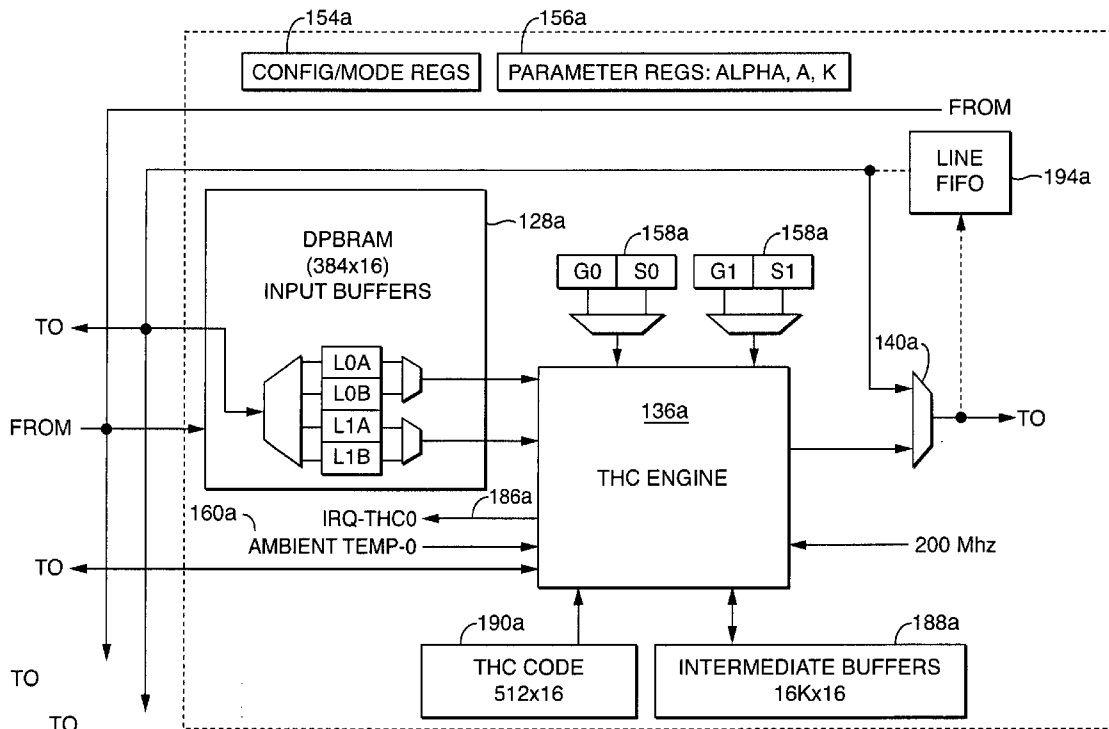 154a
156a
CONFIG/MODE REGS
PARAMETER REGS: ALPHA, A, K
FROM
LINE
FIFO
194a
128a
DPBRAM
(384x16)
INPUT BUFFERS
158a
158a
G0 S0
G1 S1
TO
140a
L0A
L0B
L1A
L1B
FROM
136a
THC ENGINE
TO
186a
160a
IRQ-THC0
AMBIENT TEMP-0
200 Mhz
TO
190a
188a
THC CODE
512x16
INTERMEDIATE BUFFERS
16Kx16
TO
TO